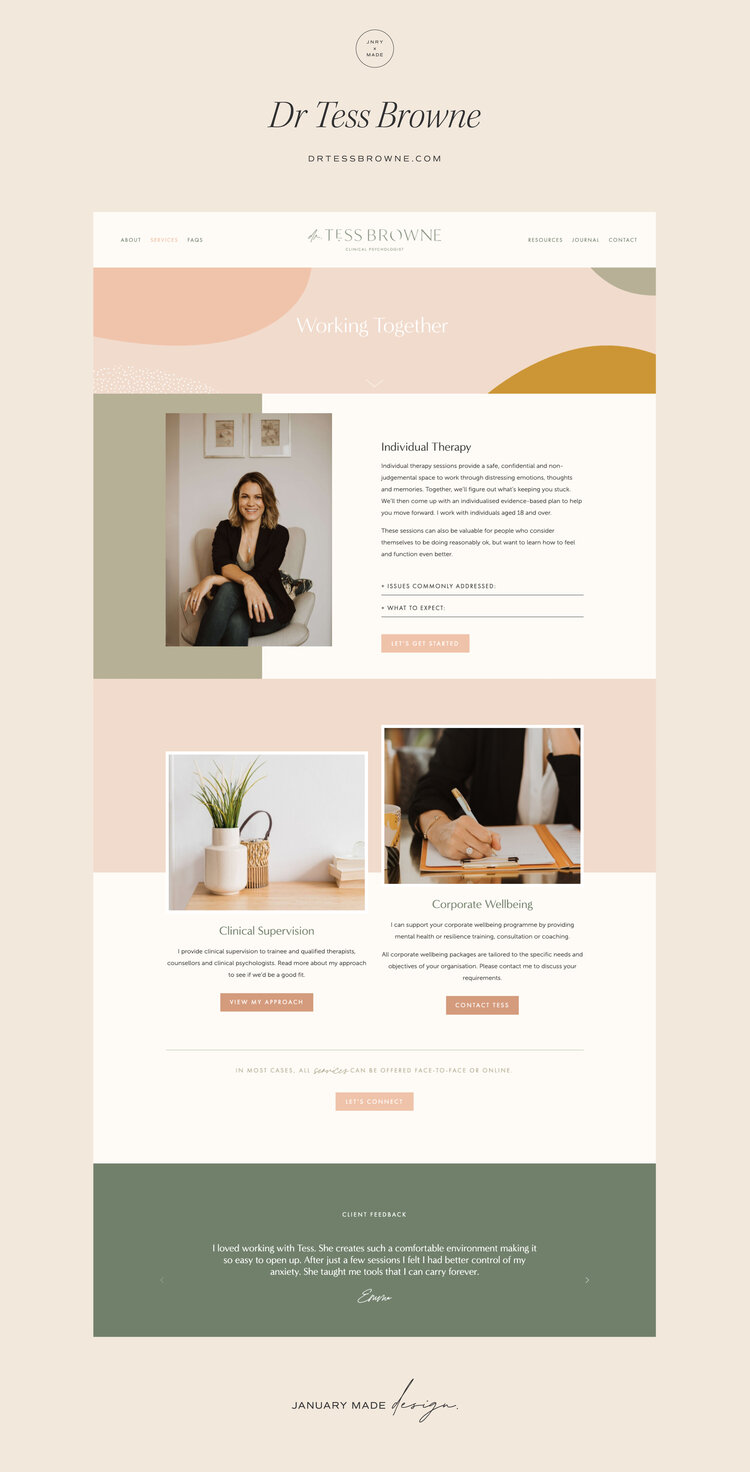 JNRY
x
MADE
Dr Tess Browne
DRTESSBROWNE.COM
ABOUT SERVICES FAQS
dr. TESS BROWNE
CLINICAL PSYCHOLOGIST
RESOURCES JOURNAL CONTACT
Working Together
Individual Therapy
Individual therapy sessions provide a safe, confidential and non-
judgemental space to work through distressing emotions, thoughts
and memories. Together, we'll figure out what's keeping you stuck.
We'll then come up with an individualised evidence-based plan to help
you move forward. I work with individuals aged 18 and over.
These sessions can also be valuable for people who consider
themselves to be doing reasonably ok, but want to learn how to feel
and function even better.
+ ISSUES COMMONLY ADDRESSED:
+ WHAT TO EXPECT:
LET'S GET STARTED
Clinical Supervision
I provide clinical supervision to trainee and qualified therapists,
counsellors and clinical psychologists. Read more about my approach
to see if we'd be a good fit.
VIEW MY APPROACH
Corporate Wellbeing
I can support your corporate wellbeing programme by providing
mental health or resilience training, consultation or coaching.
All corporate wellbeing packages are tailored to the specific needs and
objectives of your organisation. Please contact me to discuss your
requirements.
CONTACT TESS
IN MOST CASES, ALL services CAN BE OFFERED FACE-TO-FACE OR ONLINE
LET'S CONNECT
CLIENT FEEDBACK
I loved working with Tess. She creates such a comfortable environment making it
so easy to open up. After just a few sessions I felt I had better control of my
anxiety. She taught me tools that I can carry forever.
Emma
JANUARY MADE design.